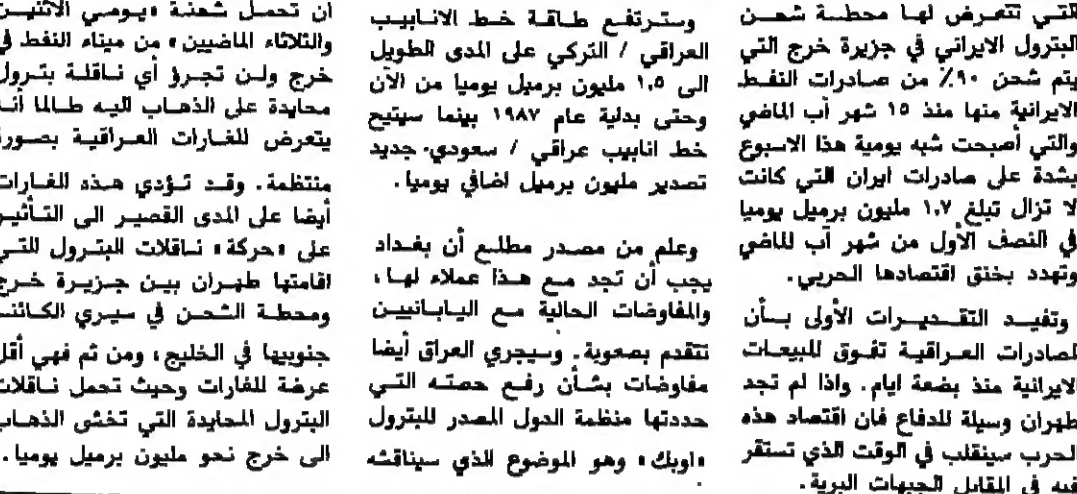 التي تتعرض لها محطة شحن
البترول الايراني في جزيرة خرج التي
يتم شحن ٩٠٪ من صادرات النفط
الايرانية منها منذ ١٥ شهر آب الماضي
والتي أصبحت شبه يومية هذا الاسبوع
بشدة على صادرات ايران التي كانت
لا تزال تبلغ ١,٧ مليون برميل يوميا
في النصف الأول من شهر آب الماضي
وتهدد بخنق اقتصادها الحربي.
وتفيد التقديرات الأولى بأن
الصادرات العراقية تفوق المبيعات
الايرانية منذ بضعة ايام. واذا لم تجد
طهران وسيلة للدفاع فان اقتصاد هذه
الحرب سينقلب في الوقت الذي تستقر
فيه في المقابل الجبهات البرية.
وسترتفع طاقة خط الانابيب
العراقي / التركي على المدى الطويل
الى ١,٥ مليون برميل يوميا من الآن
وحتى بداية عام ١٩٨٧ بينما سيتيح
خط انابيب عراقي / سعودي جديد
تصدير مليون برميل اضافي يوميا.
وعلم من مصدر مطلع أن بغداد
يجب أن تجد مع هذا عملاء لها،
والمفاوضات الحالية مع اليابانيين
تتقدم بصعوبة. وسيجري العراق أيضا
مفاوضات بشأن رفع حصته التي
حددتها منظمة الدول المصدر للبترول
«اوبك» وهو الموضوع الذي سيناقشه
ان تحمل شحنة «يومي الاثنين
والثلاثاء الماضيين» من ميناء النفط في
خرج ولن تجرؤ أي ناقلة بترول
محايدة على الذهاب اليه طالما أنه
يتعرض للغارات العراقية بصورة
منتظمة. وقد تؤدي هذه الغارات
أيضا على المدى القصير الى التأثير
على «حركة» ناقلات البترول التي
اقامتها طهران بين جزيرة خرج
ومحطة الشحن في سيري الكائنة
جنوبيها في الخليج، ومن ثم فهي أقل
عرضة للغارات وحيث تحمل ناقلات
البترول المحايدة التي تخشى الذهاب
الى خرج نحو مليون برميل يوميا.